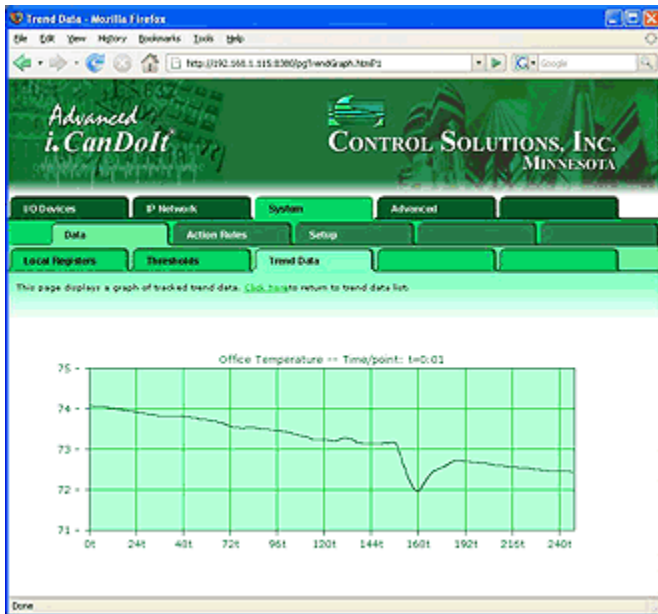 Trend Data - Mozilla Firefox
File Edit View History Bookmarks Tools Help
Google
Advanced
i.CanDoIt
CONTROL SOLUTIONS, INC.
MINNESOTA
I/O Devices IP Network System Advanced
Data Action Rules Setup
Local Registers Thresholds Trend Data
This page displays a graph of tracked trend data. Click here to return to trend data list.
Office Temperature -- Time/point: t=0:01
75
74
73
72
71
0t 24t 48t 72t 96t 120t 144t 168t 192t 216t 240t
Done